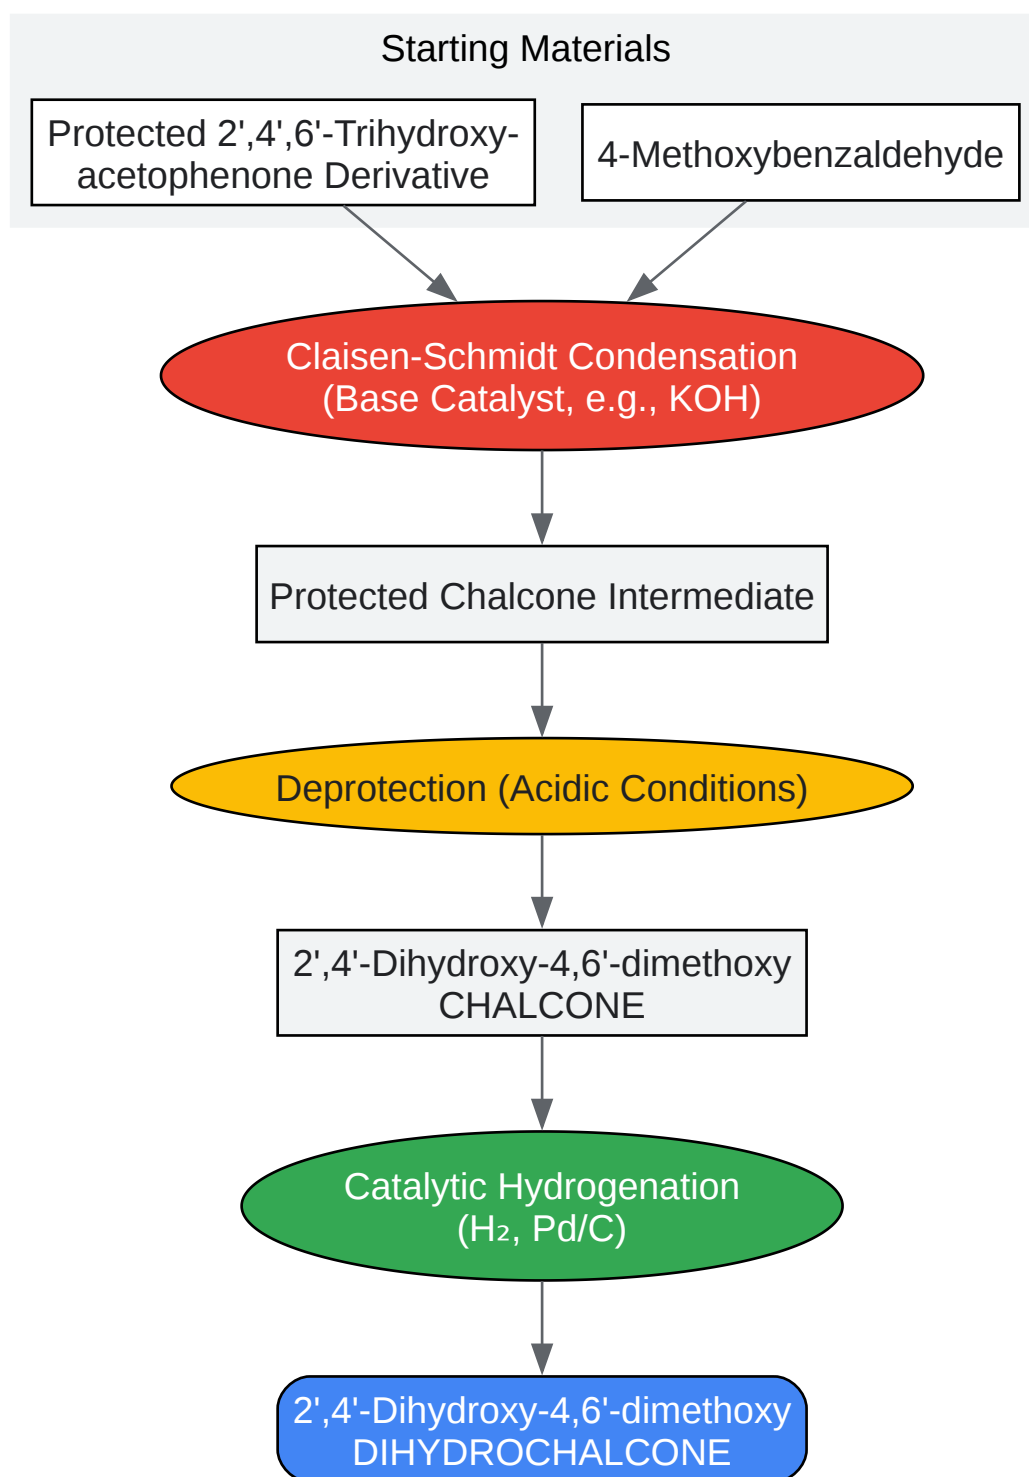 Starting Materials
Protected 2',4',6'-Trihydroxy-
acetophenone Derivative
4-Methoxybenzaldehyde
Claisen-Schmidt Condensation
(Base Catalyst, e.g., KOH)
Protected Chalcone Intermediate
Deprotection (Acidic Conditions)
2',4'-Dihydroxy-4,6'-dimethoxy
CHALCONE
Catalytic Hydrogenation
(H₂, Pd/C)
2',4'-Dihydroxy-4,6'-dimethoxy
DIHYDROCHALCONE